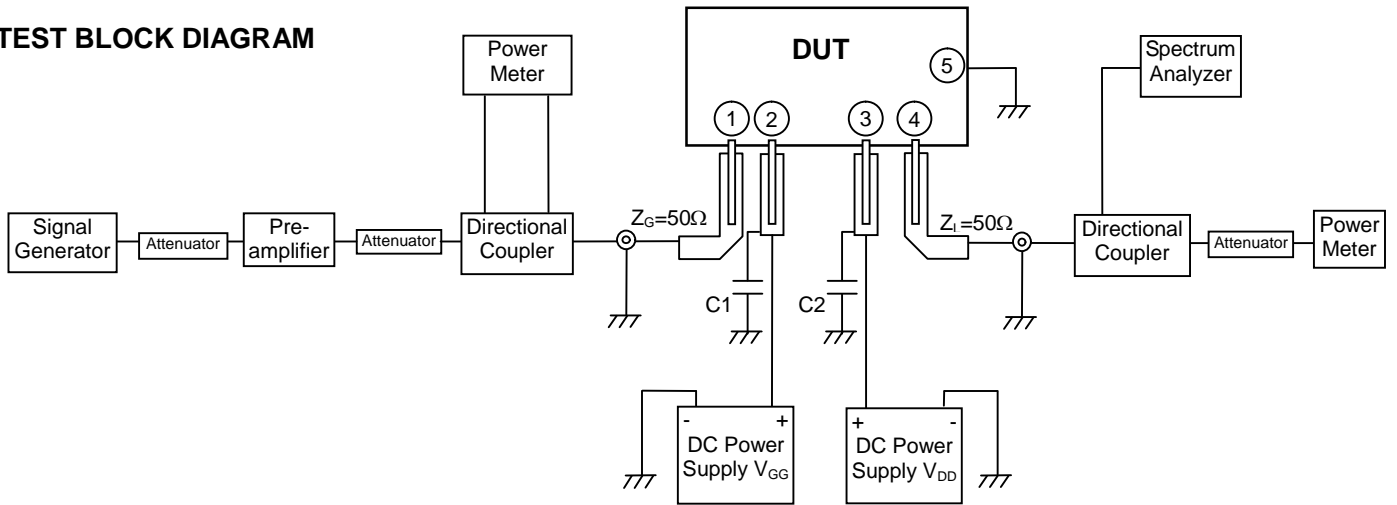 TEST BLOCK DIAGRAM
Power
Meter
DUT
5
Spectrum
Analyzer
1
2
3
4
Signal
Generator
Attenuator
Pre-
amplifier
Attenuator
Directional
Coupler
Z_G=50Ω
Z_L=50Ω
Directional
Coupler
Attenuator
Power
Meter
C1
C2
- +
DC Power
Supply V_GG
+ -
DC Power
Supply V_DD